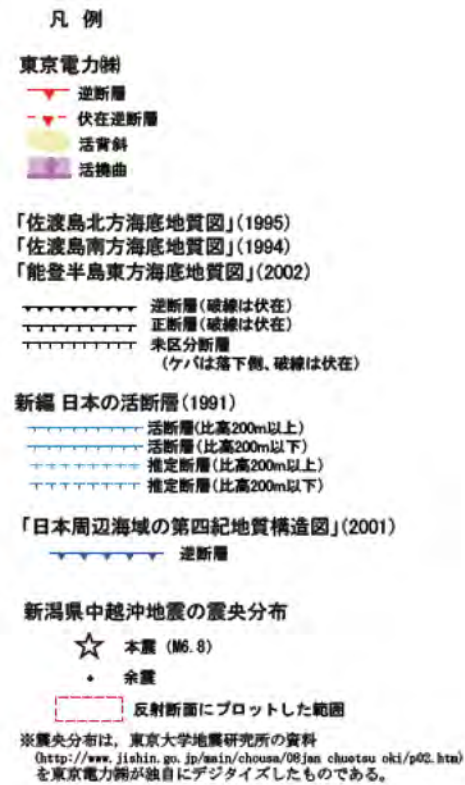 凡 例
東京電力㈱
逆断層
伏在逆断層
活背斜
活撓曲
「佐渡島北方海底地質図」(1995)
「佐渡島南方海底地質図」(1994)
「能登半島東方海底地質図」(2002)
逆断層(破線は伏在)
正断層(破線は伏在)
未区分断層
(ケバは落下側、破線は伏在)
新編 日本の活断層(1991)
活断層(比高200m以上)
活断層(比高200m以下)
推定断層(比高200m以上)
推定断層(比高200m以下)
「日本周辺海域の第四紀地質構造図」(2001)
逆断層
新潟県中越沖地震の震央分布
本震 (M6.8)
余震
反射断面にプロットした範囲
※震央分布は, 東京大学地震研究所の資料
(http://www.jishin.go.jp/main/chousa/08jan chuetsu oki/p02.htm)
を東京電力㈱が独自にデジタイズしたものである。